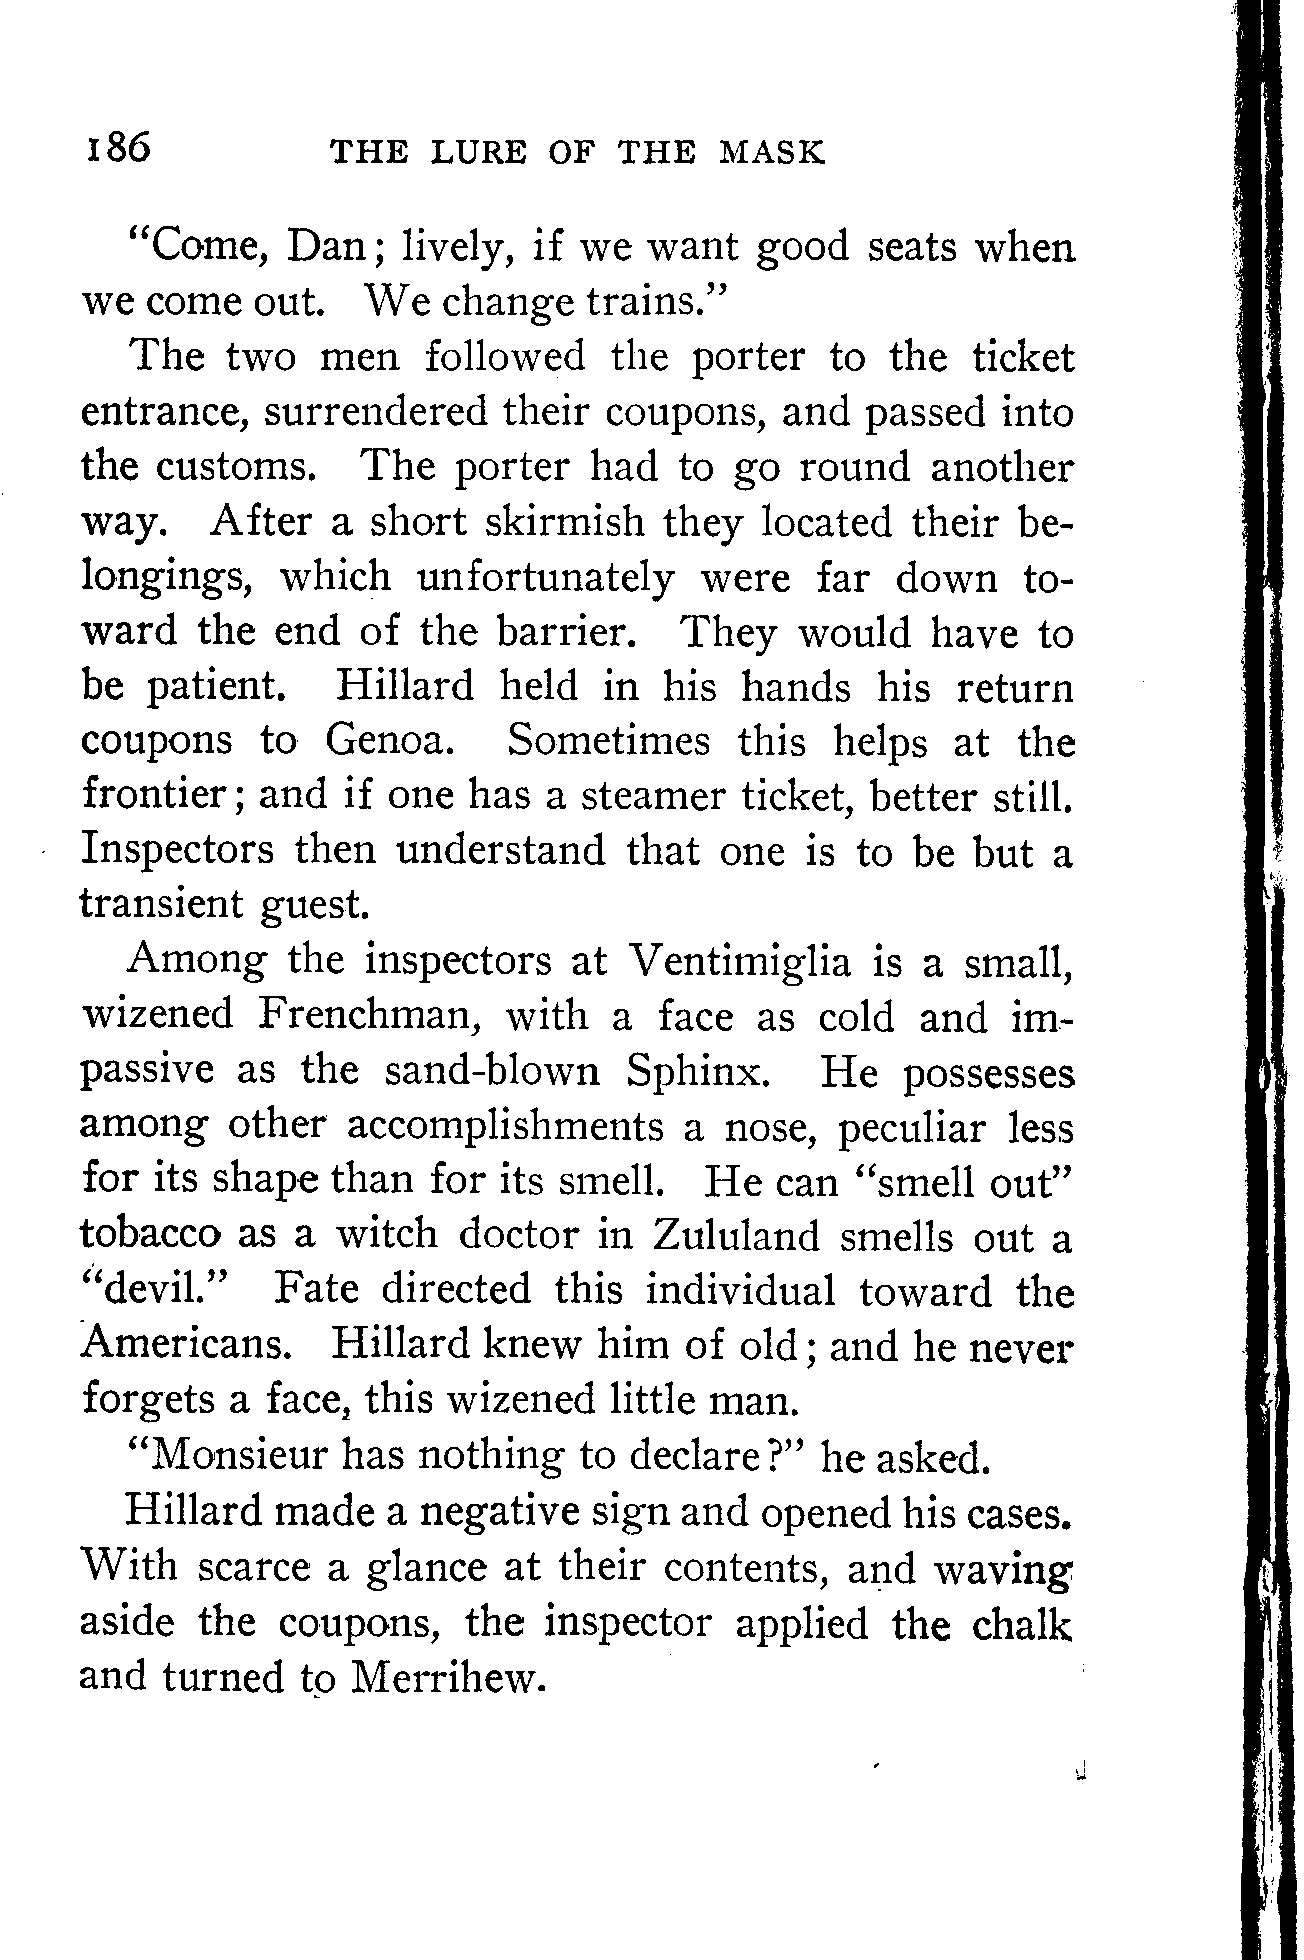 186 THE LURE OF THE MASK
“Come, Dan; lively, if we want good seats when
we come out. We change trains.”
The two men followed the porter to the ticket
entrance, surrendered their coupons, and passed into
the customs. The porter had to go round another
way. After a short skirmish they located their be-
longings, which unfortunately were far down to-
ward the end of the barrier. They would have to
be patient. Hillard held in his hands his return
coupons to Genoa. Sometimes this helps at the
frontier; and if one has a steamer ticket, better still.
Inspectors then understand that one is to be but a
transient guest.
Among the inspectors at Ventimiglia is a small,
wizened Frenchman, with a face as cold and im-
passive as the sand-blown Sphinx. He possesses
among other accomplishments a nose, peculiar less
for its shape than for its smell. He can “smell out”
tobacco as a witch doctor in Zululand smells out a
“devil.” Fate directed this individual toward the
Americans. Hillard knew him of old; and he never
forgets a face, this wizened little man.
“Monsieur has nothing to declare?” he asked.
Hillard made a negative sign and opened his cases.
With scarce a glance at their contents, and waving
aside the coupons, the inspector applied the chalk
and turned to Merrihew.